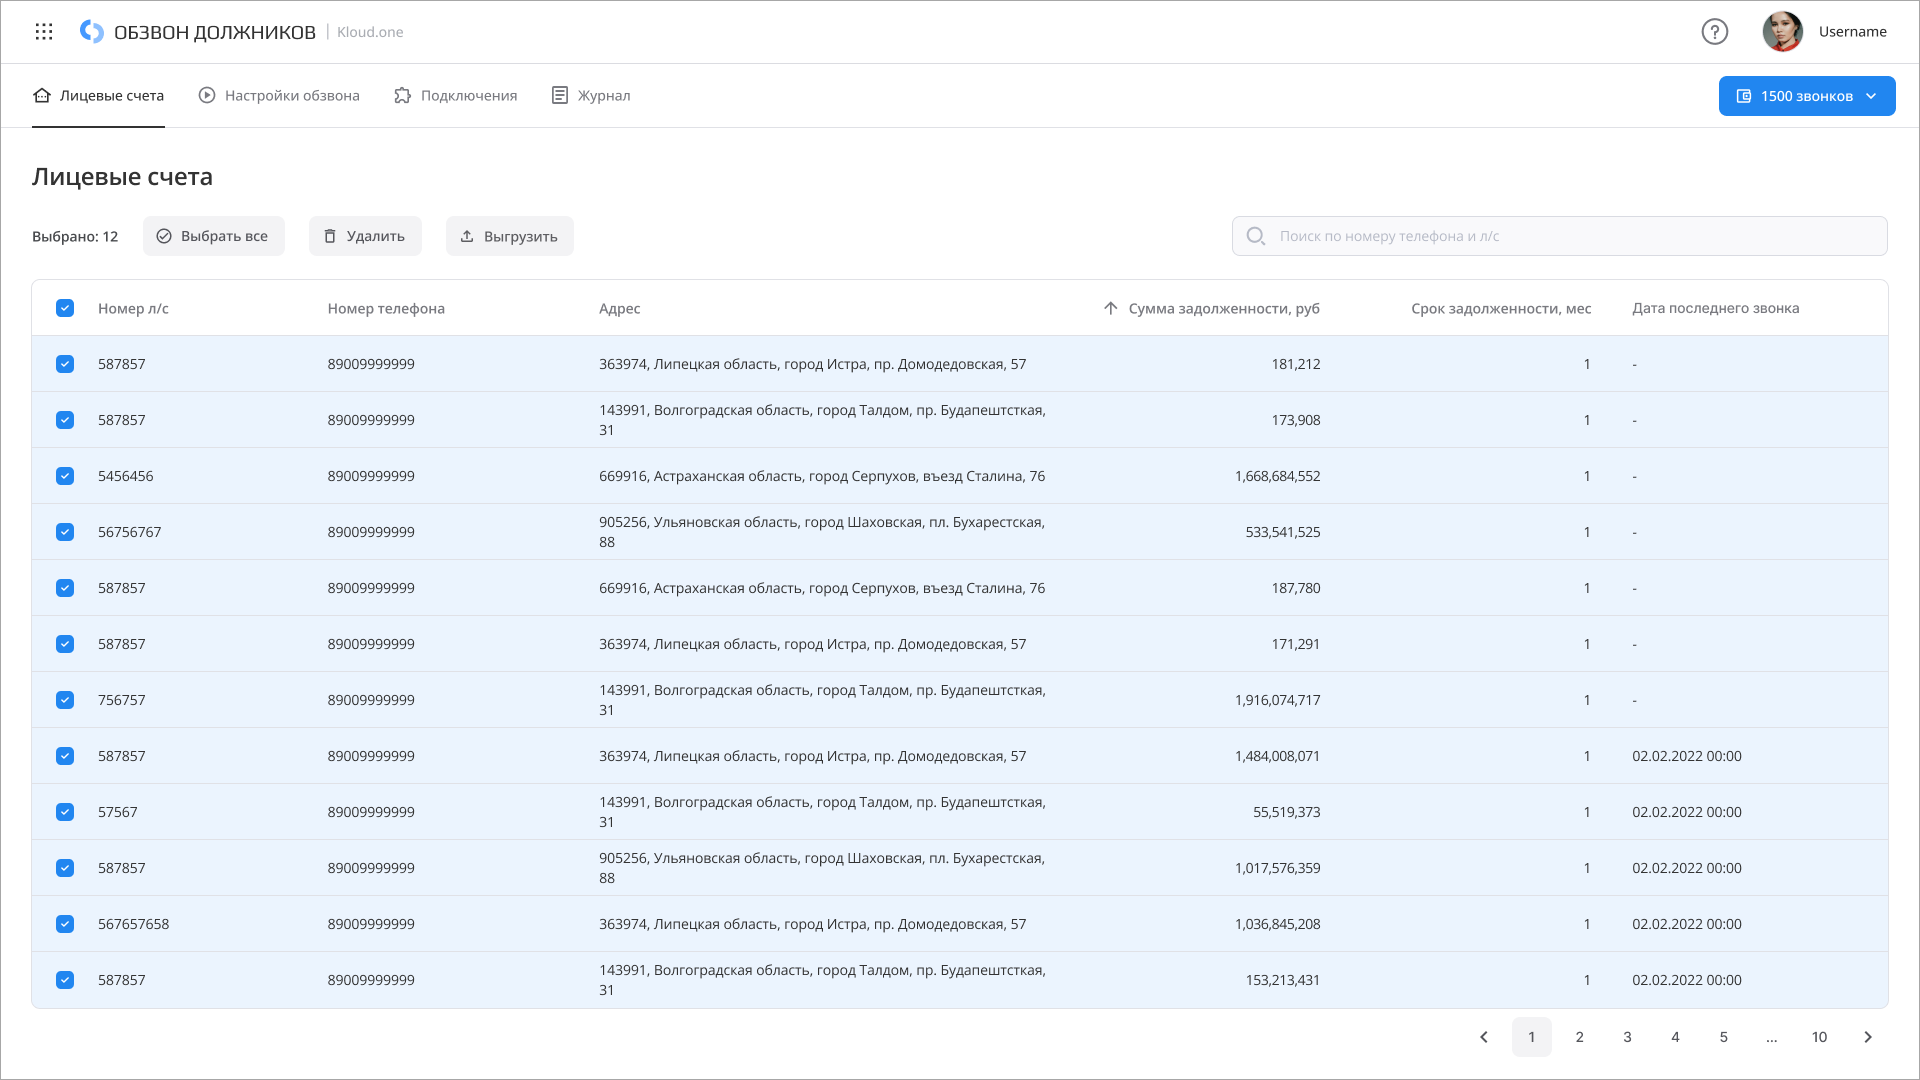 ОБЗВОН ДОЛЖНИКОВ | Kloud.one
Username
Лицевые счета
Настройки обзвона
Подключения
Журнал
1500 звонков
Лицевые счета
Выбрано: 12
Выбрать все
Удалить
Выгрузить
Поиск по номеру телефона и л/с
Номер л/с Номер телефона Адрес Сумма задолженности, руб Срок задолженности, мес Дата последнего звонка
587857 89009999999 363974, Липецкая область, город Истра, пр. Домодедовская, 57 181,212 1 -
587857 89009999999 143991, Волгоградская область, город Талдом, пр. Будапештсткая, 173,908 1 -
31
5456456 89009999999 669916, Астраханская область, город Серпухов, въезд Сталина, 76 1,668,684,552 1 -
56756767 89009999999 905256, Ульяновская область, город Шаховская, пл. Бухарестская, 533,541,525 1 -
88
587857 89009999999 669916, Астраханская область, город Серпухов, въезд Сталина, 76 187,780 1 -
587857 89009999999 363974, Липецкая область, город Истра, пр. Домодедовская, 57 171,291 1 -
756757 89009999999 143991, Волгоградская область, город Талдом, пр. Будапештсткая, 1,916,074,717 1 -
31
587857 89009999999 363974, Липецкая область, город Истра, пр. Домодедовская, 57 1,484,008,071 1 02.02.2022 00:00
57567 89009999999 143991, Волгоградская область, город Талдом, пр. Будапештсткая, 55,519,373 1 02.02.2022 00:00
31
587857 89009999999 905256, Ульяновская область, город Шаховская, пл. Бухарестская, 1,017,576,359 1 02.02.2022 00:00
88
567657658 89009999999 363974, Липецкая область, город Истра, пр. Домодедовская, 57 1,036,845,208 1 02.02.2022 00:00
587857 89009999999 143991, Волгоградская область, город Талдом, пр. Будапештсткая, 153,213,431 1 02.02.2022 00:00
31
1 2 3 4 5 ... 10